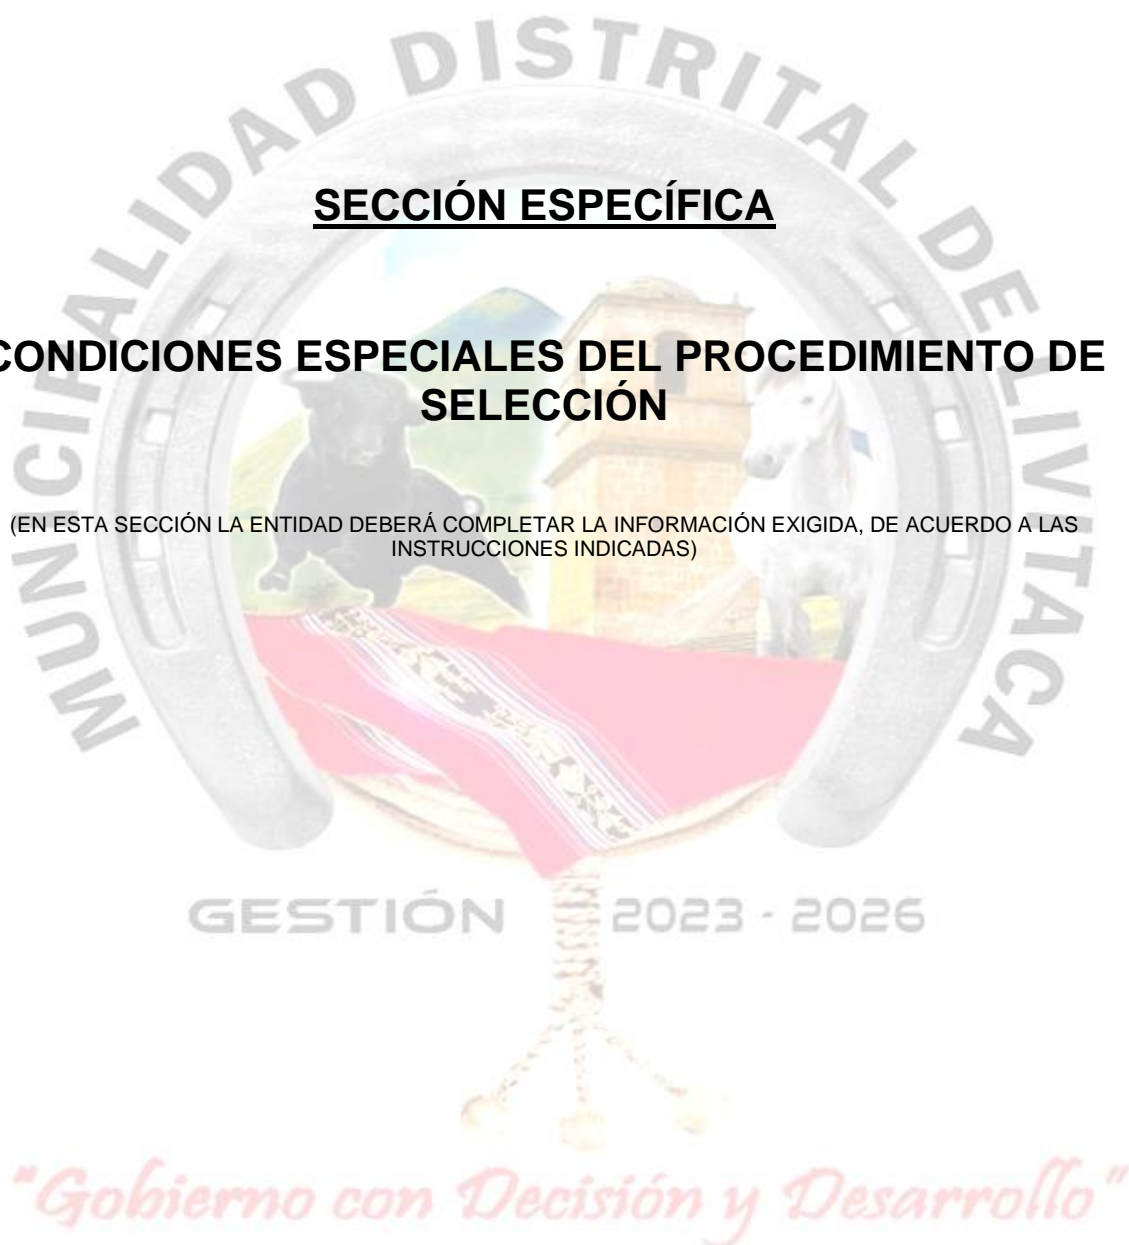 MUNICIPALIDAD DISTRITAL DE LIVITACA
SECCIÓN ESPECÍFICA
CONDICIONES ESPECIALES DEL PROCEDIMIENTO DE
SELECCIÓN
(EN ESTA SECCIÓN LA ENTIDAD DEBERÁ COMPLETAR LA INFORMACIÓN EXIGIDA, DE ACUERDO A LAS
INSTRUCCIONES INDICADAS)
GESTIÓN 2023 - 2026
"Gobierno con Decisión y Desarrollo"